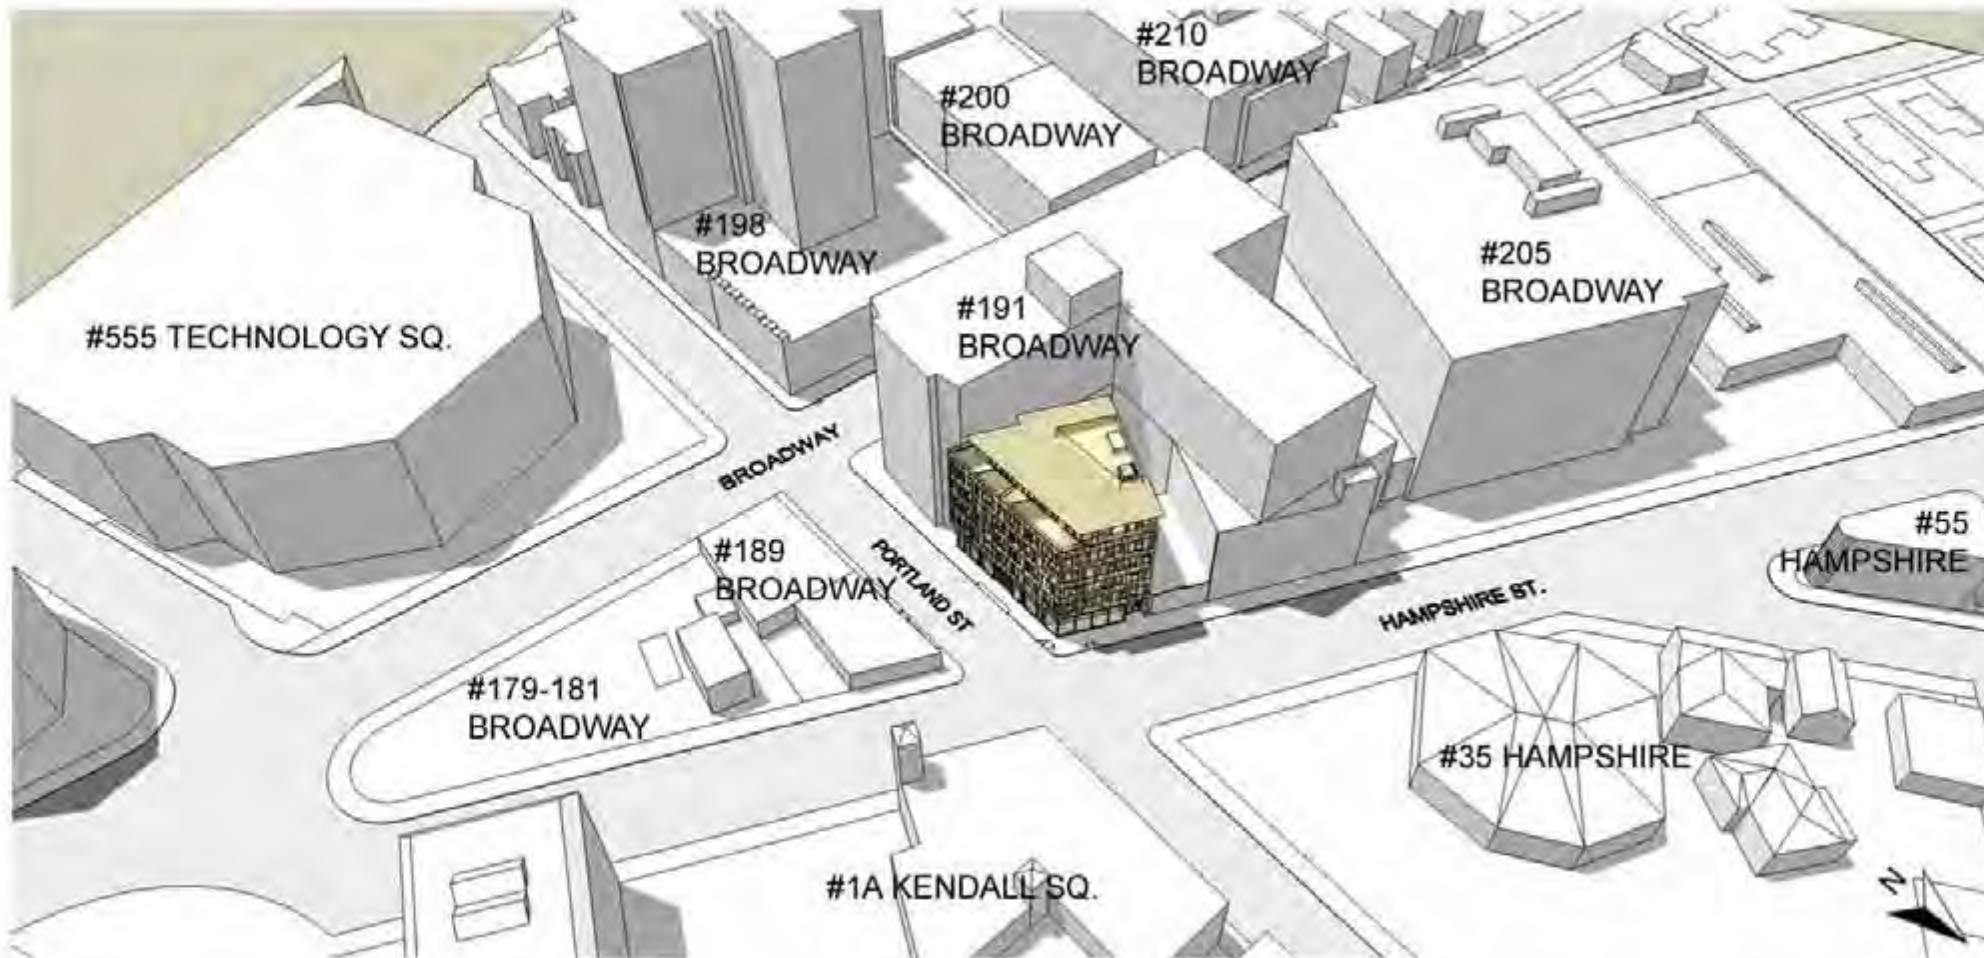 #210
BROADWAY
#200
BROADWAY
#198
BROADWAY
#205
BROADWAY
#191
BROADWAY
#555 TECHNOLOGY SQ.
BROADWAY
#189
BROADWAY
PORTLAND ST
#55
HAMPSHIRE
HAMPSHIRE ST.
#179-181
BROADWAY
#35 HAMPSHIRE
#1A KENDALL SQ.
N